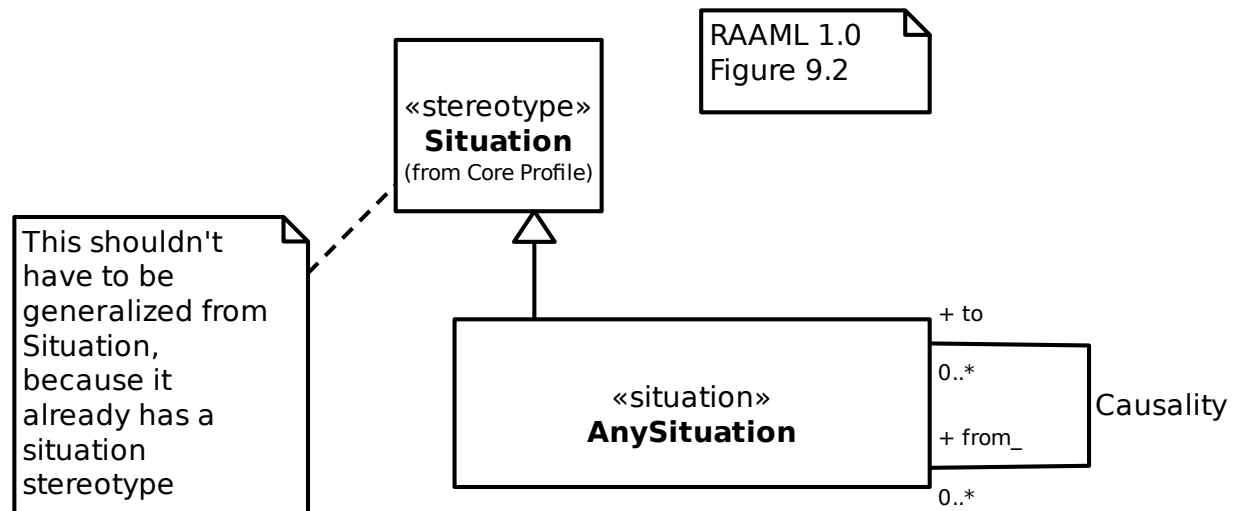 RAAML 1.0
Figure 9.2
«stereotype»
Situation
(from Core Profile)
This shouldn't
have to be
generalized from
Situation,
because it
already has a
situation
stereotype
+ to
0..*
«situation»
AnySituation
Causality
+ from_
0..*